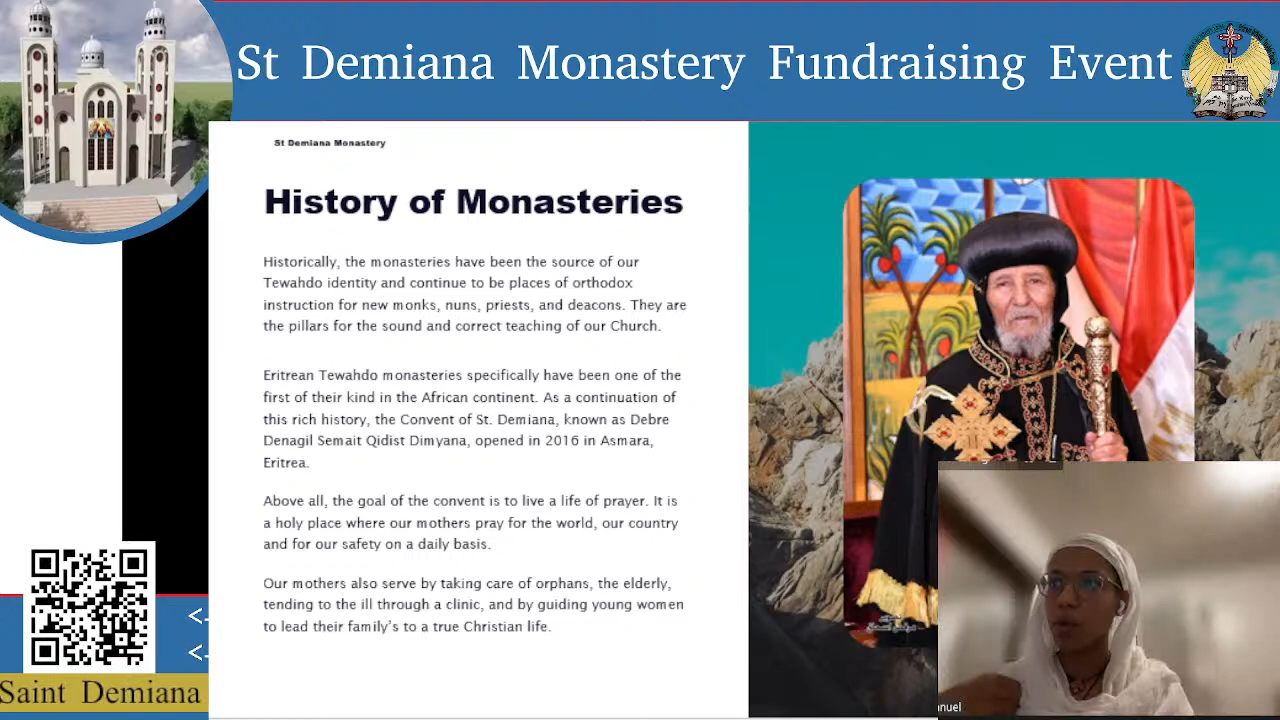 St Demiana Monastery Fundraising Event
St Demiana Monastery
History of Monasteries
Historically, the monasteries have been the source of our
Tewahdo identity and continue to be places of orthodox
instruction for new monks, nuns, priests, and deacons. They are
the pillars for the sound and correct teaching of our Church.
Eritrean Tewahdo monasteries specifically have been one of the
first of their kind in the African continent. As a continuation of
this rich history, the Convent of St. Demiana, known as Debre
Denagil Semait Qidist Dimyana, opened in 2016 in Asmara,
Eritrea.
Above all, the goal of the convent is to live a life of prayer. It is
a holy place where our mothers pray for the world, our country
and for our safety on a daily basis.
Our mothers also serve by taking care of orphans, the elderly,
tending to the ill through a clinic, and by guiding young women
to lead their family's to a true Christian life.
<-
<-
Saint Demiana
nuel